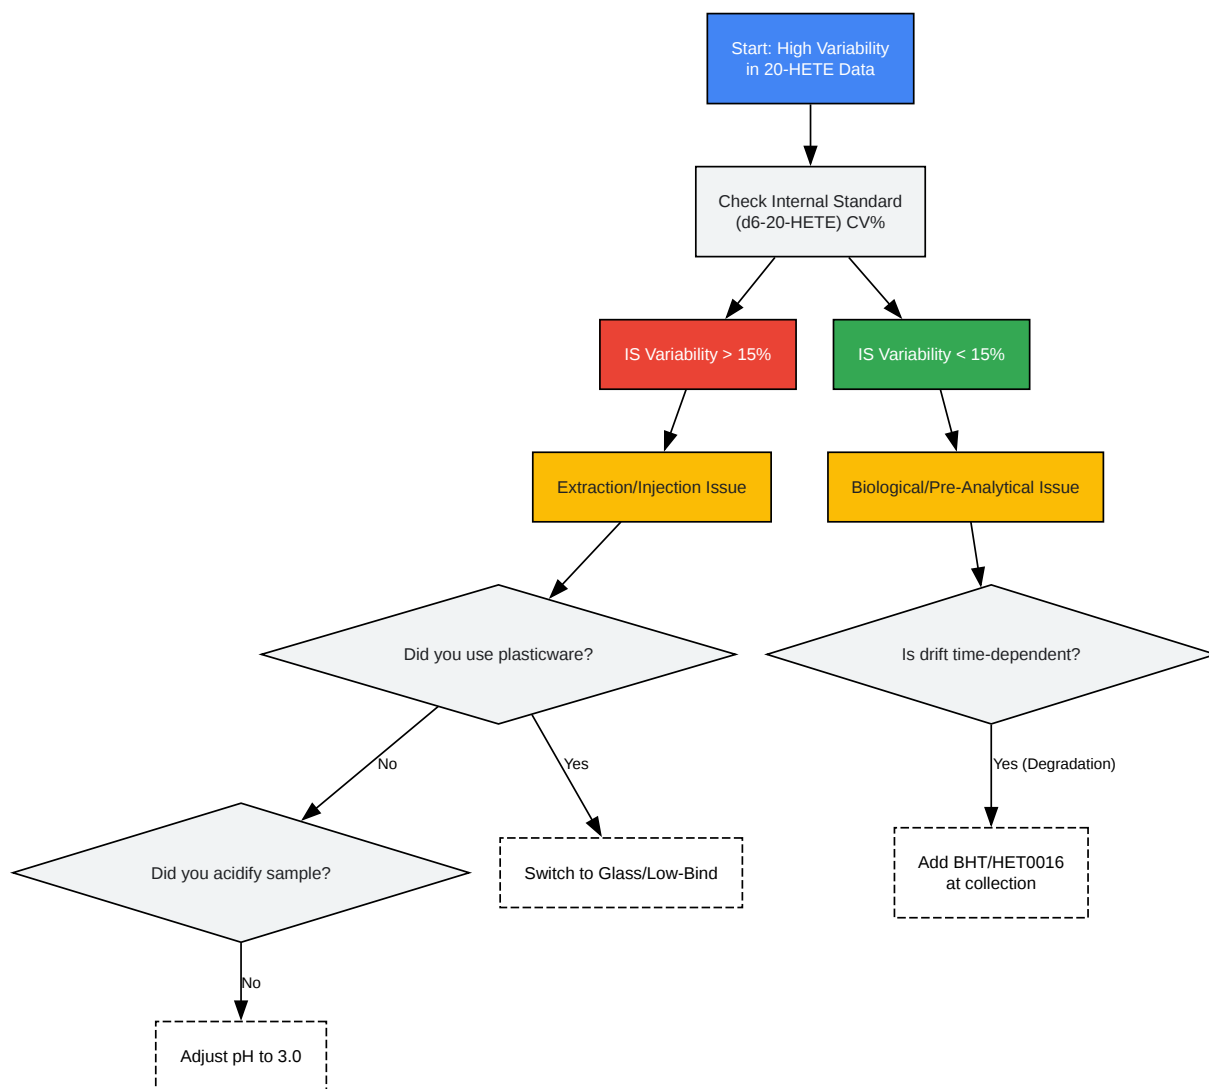 Start: High Variability
in 20-HETE Data
Check Internal Standard
(d6-20-HETE) CV%
IS Variability > 15%
IS Variability < 15%
Extraction/Injection Issue
Biological/Pre-Analytical Issue
Did you use plasticware?
Is drift time-dependent?
No
Yes
Yes (Degradation)
Did you acidify sample?
Switch to Glass/Low-Bind
Add BHT/HET0016
at collection
No
Adjust pH to 3.0